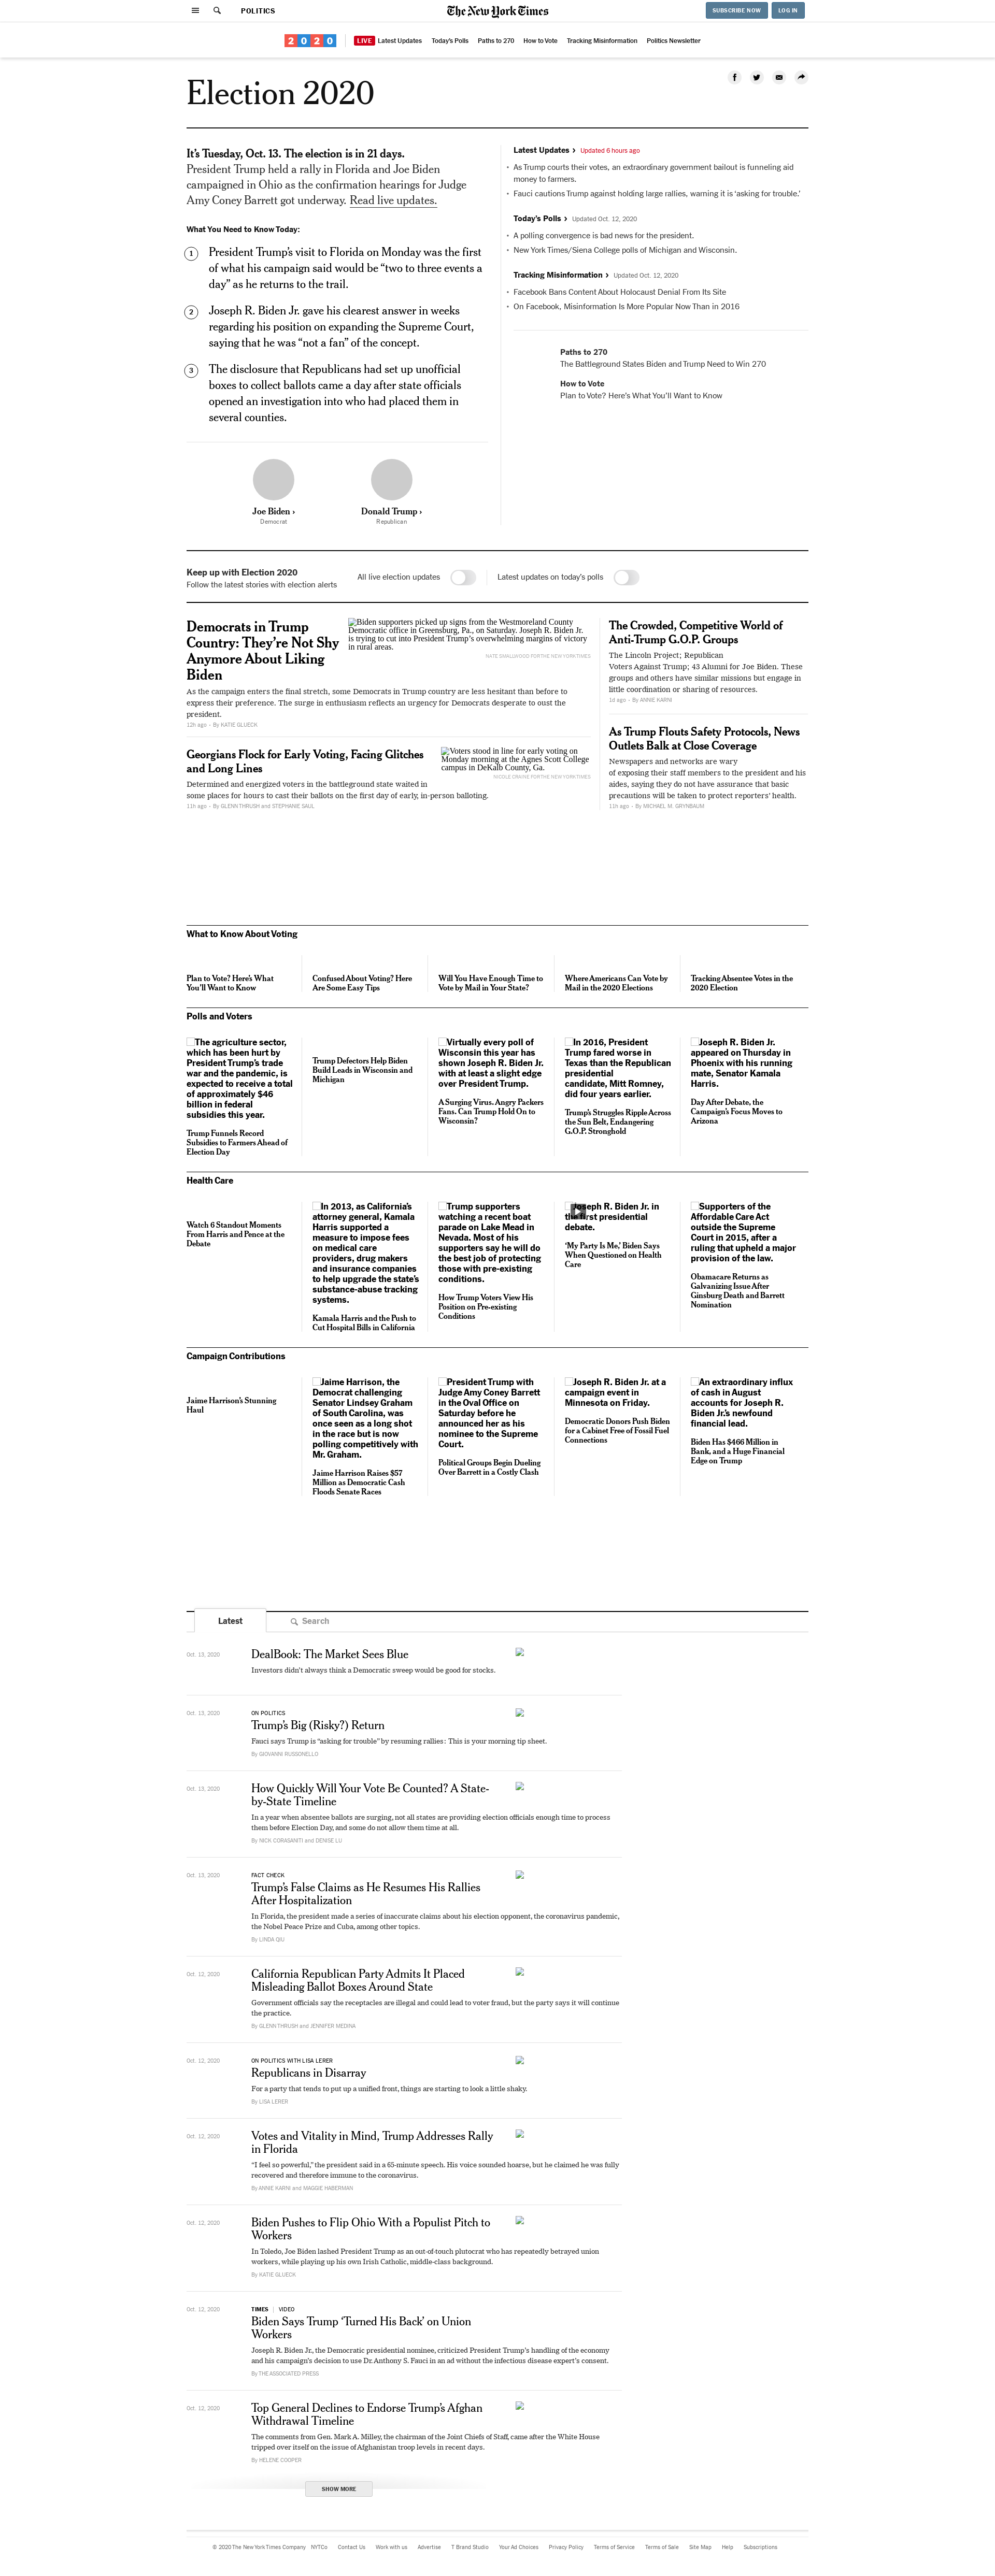 POLITICS
The New York Times
SUBSCRIBE NOW
LOG IN
2020
LIVE Latest Updates
Today's Polls
Paths to 270
How to Vote
Tracking Misinformation
Politics Newsletter
Election 2020
It's Tuesday, Oct. 13. The election is in 21 days.
President Trump held a rally in Florida and Joe Biden
campaigned in Ohio as the confirmation hearings for Judge
Amy Coney Barrett got underway. Read live updates.
What You Need to Know Today:
1 President Trump's visit to Florida on Monday was the first
of what his campaign said would be “two to three events a
day” as he returns to the trail.
2 Joseph R. Biden Jr. gave his clearest answer in weeks
regarding his position on expanding the Supreme Court,
saying that he was “not a fan” of the concept.
3 The disclosure that Republicans had set up unofficial
boxes to collect ballots came a day after state officials
opened an investigation into who had placed them in
several counties.
Joe Biden ›
Democrat
Donald Trump ›
Republican
Latest Updates › Updated 6 hours ago
• As Trump courts their votes, an extraordinary government bailout is funneling aid
money to farmers.
• Fauci cautions Trump against holding large rallies, warning it is ‘asking for trouble.’
Today's Polls › Updated Oct. 12, 2020
• A polling convergence is bad news for the president.
• New York Times/Siena College polls of Michigan and Wisconsin.
Tracking Misinformation › Updated Oct. 12, 2020
• Facebook Bans Content About Holocaust Denial From Its Site
• On Facebook, Misinformation Is More Popular Now Than in 2016
Paths to 270
The Battleground States Biden and Trump Need to Win 270
How to Vote
Plan to Vote? Here's What You'll Want to Know
Keep up with Election 2020
Follow the latest stories with election alerts
All live election updates
Latest updates on today's polls
Democrats in Trump
Country: They're Not Shy
Anymore About Liking
Biden
Biden supporters picked up signs from the Westmoreland County
Democratic office in Greensburg, Pa., on Saturday. Joseph R. Biden Jr.
is trying to cut into President Trump's overwhelming margins of victory
in rural areas.
NATE SMALLWOOD FOR THE NEW YORK TIMES
As the campaign enters the final stretch, some Democrats in Trump country are less hesitant than before to
express their preference. The surge in enthusiasm reflects an urgency for Democrats desperate to oust the
president.
12h ago – By KATIE GLUECK
Georgians Flock for Early Voting, Facing Glitches
and Long Lines
Voters stood in line for early voting on
Monday morning at the Agnes Scott College
campus in DeKalb County, Ga.
NICOLE CRAINE FOR THE NEW YORK TIMES
Determined and energized voters in the battleground state waited in
some places for hours to cast their ballots on the first day of early, in-person balloting.
11h ago – By GLENN THRUSH and STEPHANIE SAUL
The Crowded, Competitive World of
Anti-Trump G.O.P. Groups
The Lincoln Project; Republican
Voters Against Trump; 43 Alumni for Joe Biden. These
groups and others have similar missions but engage in
little coordination or sharing of resources.
1d ago – By ANNIE KARNI
As Trump Flouts Safety Protocols, News
Outlets Balk at Close Coverage
Newspapers and networks are wary
of exposing their staff members to the president and his
aides, saying they do not have assurance that basic
precautions will be taken to protect reporters' health.
11h ago – By MICHAEL M. GRYNBAUM
What to Know About Voting
Plan to Vote? Here's What
You'll Want to Know
Confused About Voting? Here
Are Some Easy Tips
Will You Have Enough Time to
Vote by Mail in Your State?
Where Americans Can Vote by
Mail in the 2020 Elections
Tracking Absentee Votes in the
2020 Election
Polls and Voters
The agriculture sector,
which has been hurt by
President Trump's trade
war and the pandemic, is
expected to receive a total
of approximately $46
billion in federal
subsidies this year.
Trump Funnels Record
Subsidies to Farmers Ahead of
Election Day
Trump Defectors Help Biden
Build Leads in Wisconsin and
Michigan
Virtually every poll of
Wisconsin this year has
shown Joseph R. Biden Jr.
with at least a slight edge
over President Trump.
A Surging Virus. Angry Packers
Fans. Can Trump Hold On to
Wisconsin?
In 2016, President
Trump fared worse in
Texas than the Republican
presidential
candidate, Mitt Romney,
did four years earlier.
Trump's Struggles Ripple Across
the Sun Belt, Endangering
G.O.P. Stronghold
Joseph R. Biden Jr.
appeared on Thursday in
Phoenix with his running
mate, Senator Kamala
Harris.
Day After Debate, the
Campaign's Focus Moves to
Arizona
Health Care
Watch 6 Standout Moments
From Harris and Pence at the
Debate
In 2013, as California's
attorney general, Kamala
Harris supported a
measure to impose fees
on medical care
providers, drug makers
and insurance companies
to help upgrade the state's
substance-abuse tracking
systems.
Kamala Harris and the Push to
Cut Hospital Bills in California
Trump supporters
watching a recent boat
parade on Lake Mead in
Nevada. Most of his
supporters say he will do
the best job of protecting
those with pre-existing
conditions.
How Trump Voters View His
Position on Pre-existing
Conditions
Joseph R. Biden Jr. in
the first presidential
debate.
‘My Party Is Me,’ Biden Says
When Questioned on Health
Care
Supporters of the
Affordable Care Act
outside the Supreme
Court in 2015, after a
ruling that upheld a major
provision of the law.
Obamacare Returns as
Galvanizing Issue After
Ginsburg Death and Barrett
Nomination
Campaign Contributions
Jaime Harrison's Stunning
Haul
Jaime Harrison, the
Democrat challenging
Senator Lindsey Graham
of South Carolina, was
once seen as a long shot
in the race but is now
polling competitively with
Mr. Graham.
Jaime Harrison Raises $57
Million as Democratic Cash
Floods Senate Races
President Trump with
Judge Amy Coney Barrett
in the Oval Office on
Saturday before he
announced her as his
nominee to the Supreme
Court.
Political Groups Begin Dueling
Over Barrett in a Costly Clash
Joseph R. Biden Jr. at a
campaign event in
Minnesota on Friday.
Democratic Donors Push Biden
for a Cabinet Free of Fossil Fuel
Connections
An extraordinary influx
of cash in August
accounts for Joseph R.
Biden Jr.'s newfound
financial lead.
Biden Has $466 Million in
Bank, and a Huge Financial
Edge on Trump
Latest
Search
Oct. 13, 2020
DealBook: The Market Sees Blue
Investors didn't always think a Democratic sweep would be good for stocks.
Oct. 13, 2020
ON POLITICS
Trump's Big (Risky?) Return
Fauci says Trump is “asking for trouble” by resuming rallies: This is your morning tip sheet.
By GIOVANNI RUSSONELLO
Oct. 13, 2020
How Quickly Will Your Vote Be Counted? A State-
by-State Timeline
In a year when absentee ballots are surging, not all states are providing election officials enough time to process
them before Election Day, and some do not allow them time at all.
By NICK CORASANITI and DENISE LU
Oct. 13, 2020
FACT CHECK
Trump's False Claims as He Resumes His Rallies
After Hospitalization
In Florida, the president made a series of inaccurate claims about his election opponent, the coronavirus pandemic,
the Nobel Peace Prize and Cuba, among other topics.
By LINDA QIU
Oct. 12, 2020
California Republican Party Admits It Placed
Misleading Ballot Boxes Around State
Government officials say the receptacles are illegal and could lead to voter fraud, but the party says it will continue
the practice.
By GLENN THRUSH and JENNIFER MEDINA
Oct. 12, 2020
ON POLITICS WITH LISA LERER
Republicans in Disarray
For a party that tends to put up a unified front, things are starting to look a little shaky.
By LISA LERER
Oct. 12, 2020
Votes and Vitality in Mind, Trump Addresses Rally
in Florida
“I feel so powerful,” the president said in a 65-minute speech. His voice sounded hoarse, but he claimed he was fully
recovered and therefore immune to the coronavirus.
By ANNIE KARNI and MAGGIE HABERMAN
Oct. 12, 2020
Biden Pushes to Flip Ohio With a Populist Pitch to
Workers
In Toledo, Joe Biden lashed President Trump as an out-of-touch plutocrat who has repeatedly betrayed union
workers, while playing up his own Irish Catholic, middle-class background.
By KATIE GLUECK
Oct. 12, 2020
TIMES | VIDEO
Biden Says Trump ‘Turned His Back’ on Union
Workers
Joseph R. Biden Jr., the Democratic presidential nominee, criticized President Trump's handling of the economy
and his campaign's decision to use Dr. Anthony S. Fauci in an ad without the infectious disease expert's consent.
By THE ASSOCIATED PRESS
Oct. 12, 2020
Top General Declines to Endorse Trump's Afghan
Withdrawal Timeline
The comments from Gen. Mark A. Milley, the chairman of the Joint Chiefs of Staff, came after the White House
tripped over itself on the issue of Afghanistan troop levels in recent days.
By HELENE COOPER
SHOW MORE
© 2020 The New York Times Company
NYTCo
Contact Us
Work with us
Advertise
T Brand Studio
Your Ad Choices
Privacy Policy
Terms of Service
Terms of Sale
Site Map
Help
Subscriptions